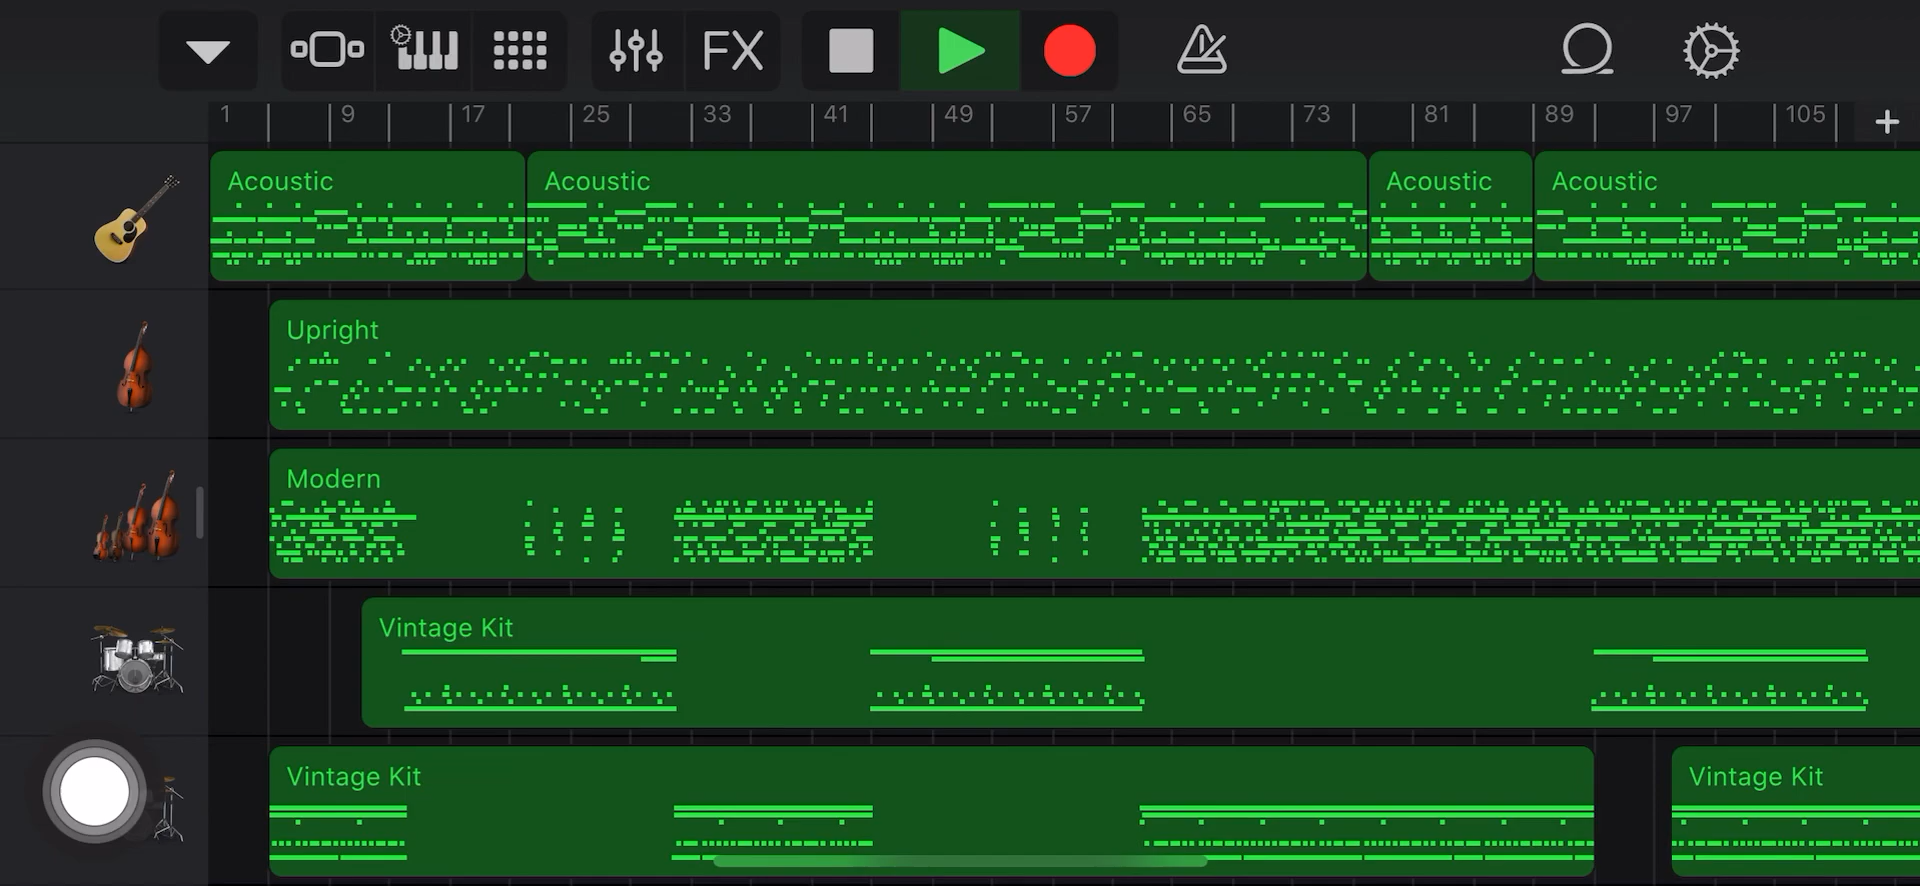 FX
1 9 17 25 33 41 49 57 65 73 81 89 97 105 +
Acoustic Acoustic Acoustic Acoustic
Upright
Modern
Vintage Kit
Vintage Kit Vintage Kit